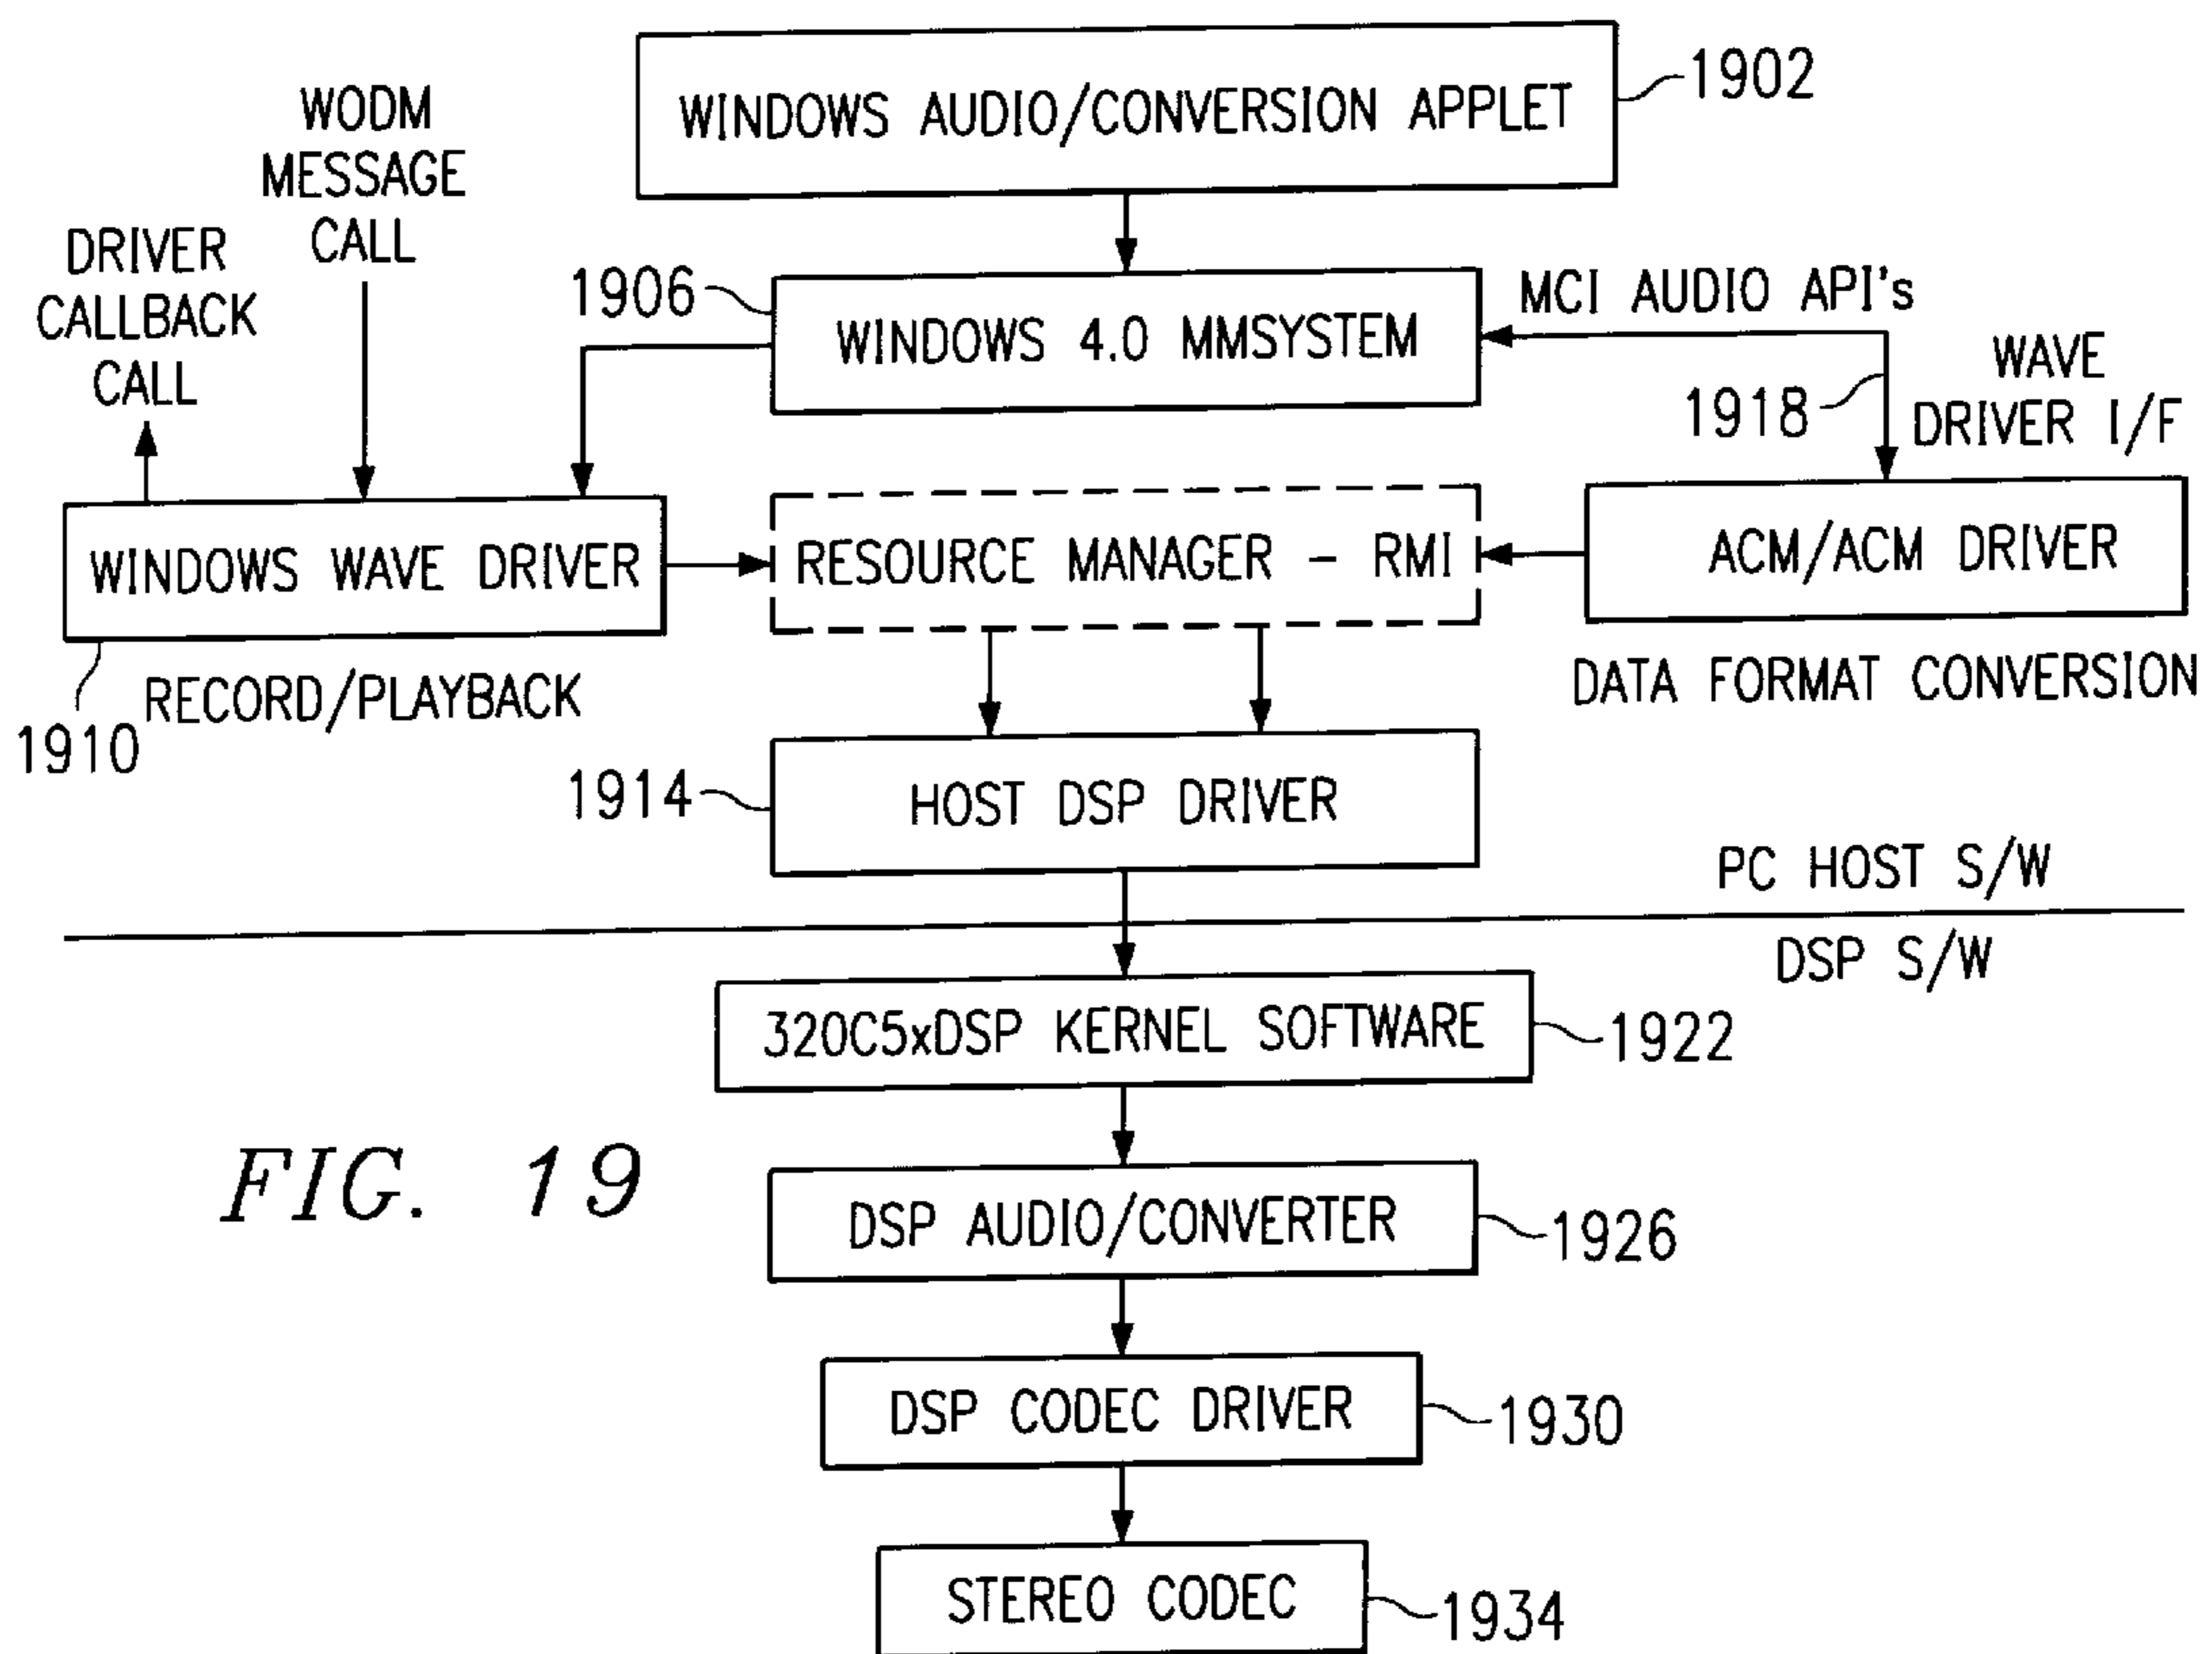 WINDOWS AUDIO/CONVERSION APPLET
1902
WODM
MESSAGE
CALL
DRIVER
CALLBACK
CALL
1906
WINDOWS 4.0 MMSYSTEM
MCI AUDIO API's
1918
WAVE
DRIVER I/F
WINDOWS WAVE DRIVER
RESOURCE MANAGER - RMI
ACM/ACM DRIVER
1910
RECORD/PLAYBACK
DATA FORMAT CONVERSION
1914
HOST DSP DRIVER
PC HOST S/W
DSP S/W
320C5xDSP KERNEL SOFTWARE
1922
FIG. 19
DSP AUDIO/CONVERTER
1926
DSP CODEC DRIVER
1930
STEREO CODEC
1934